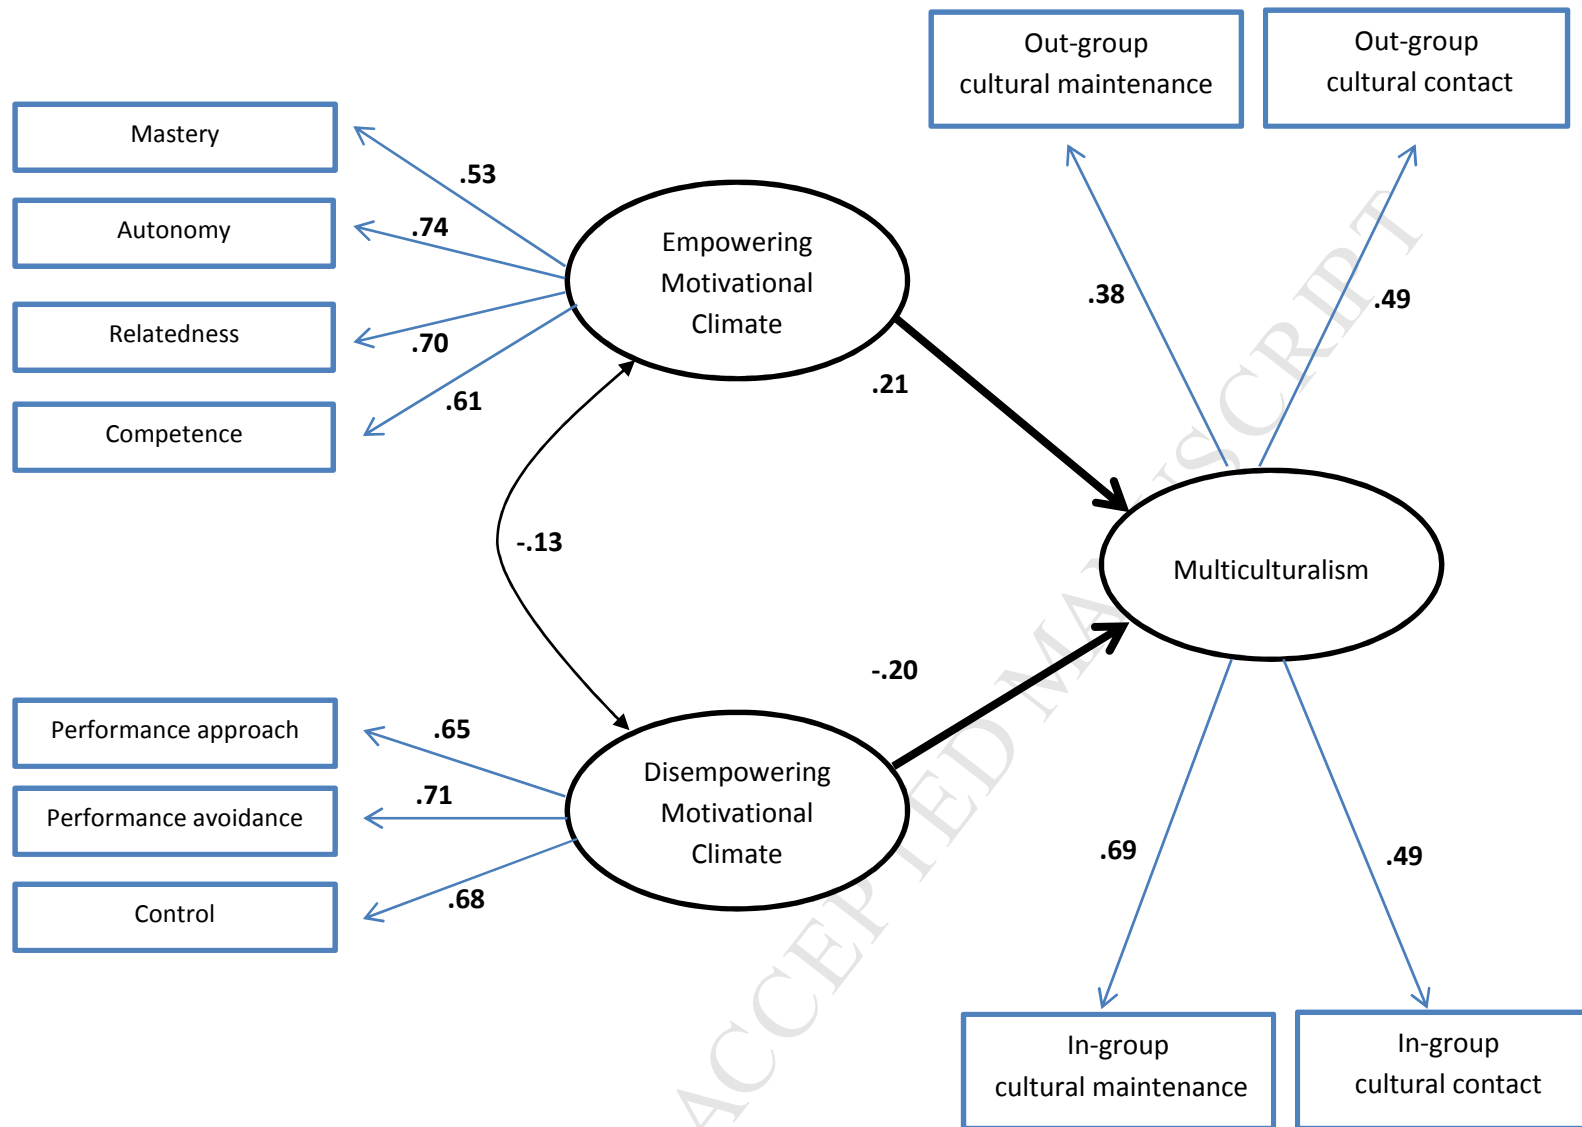 Out-group
cultural maintenance
Out-group
cultural contact
Mastery
.53
Autonomy
.74
Relatedness
.70
Competence
.61
Empowering
Motivational
Climate
.38
.49
.21
-.13
Multiculturalism
-.20
Performance approach
.65
Performance avoidance
.71
Control
.68
Disempowering
Motivational
Climate
.69
.49
In-group
cultural maintenance
In-group
cultural contact
ACCEPTED MANUSCRIPT